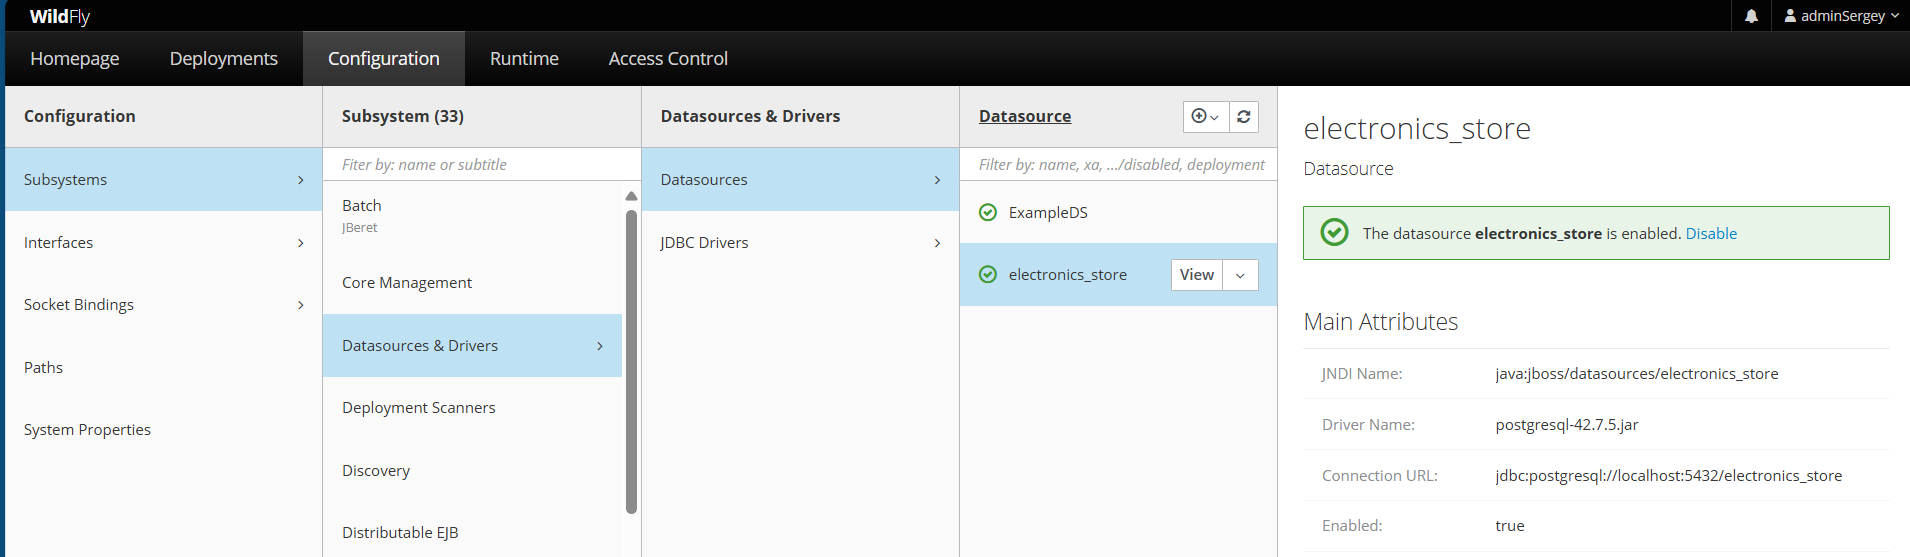 WildFly
adminSergey
Homepage
Deployments
Configuration
Runtime
Access Control
Configuration
Subsystems
Interfaces
Socket Bindings
Paths
System Properties
Subsystem (33)
Fiter by: name or subtitle
Batch
JBeret
Core Management
Datasources & Drivers
Deployment Scanners
Discovery
Distributable EJB
Datasources & Drivers
Datasources
JDBC Drivers
Datasource
Filter by: name, xa, .../disabled, deployment
ExampleDS
electronics_store
View
electronics_store
Datasource
The datasource electronics_store is enabled. Disable
Main Attributes
JNDI Name: java:jboss/datasources/electronics_store
Driver Name: postgresql-42.7.5.jar
Connection URL: jdbc:postgresql://localhost:5432/electronics_store
Enabled: true